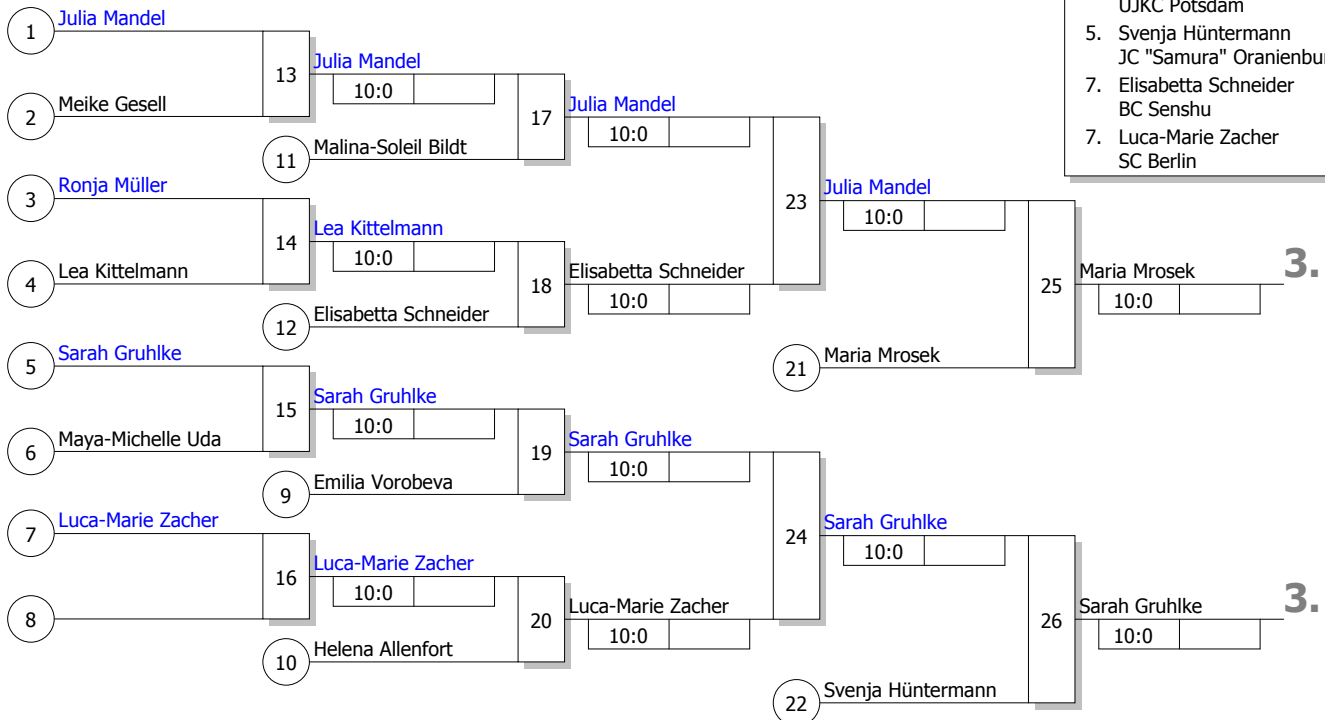 UJKC Potsdam
5. Svenja Hüntermann
JC "Samura" Oranienbur
7. Elisabetta Schneider
BC Senshu
7. Luca-Marie Zacher
SC Berlin
1 Julia Mandel
2 Meike Gesell
3 Ronja Müller
4 Lea Kittelmann
5 Sarah Gruhlke
6 Maya-Michelle Uda
7 Luca-Marie Zacher
8
13 Julia Mandel
10:0
11 Malina-Soleil Bildt
14 Lea Kittelmann
10:0
12 Elisabetta Schneider
15 Sarah Gruhlke
10:0
9 Emilia Vorobeva
16 Luca-Marie Zacher
10:0
10 Helena Allenfort
17 Julia Mandel
10:0
18 Elisabetta Schneider
10:0
19 Sarah Gruhlke
10:0
20 Luca-Marie Zacher
10:0
23 Julia Mandel
10:0
21 Maria Mrosek
24 Sarah Gruhlke
10:0
22 Svenja Hüntermann
25 Maria Mrosek 3.
10:0
26 Sarah Gruhlke 3.
10:0